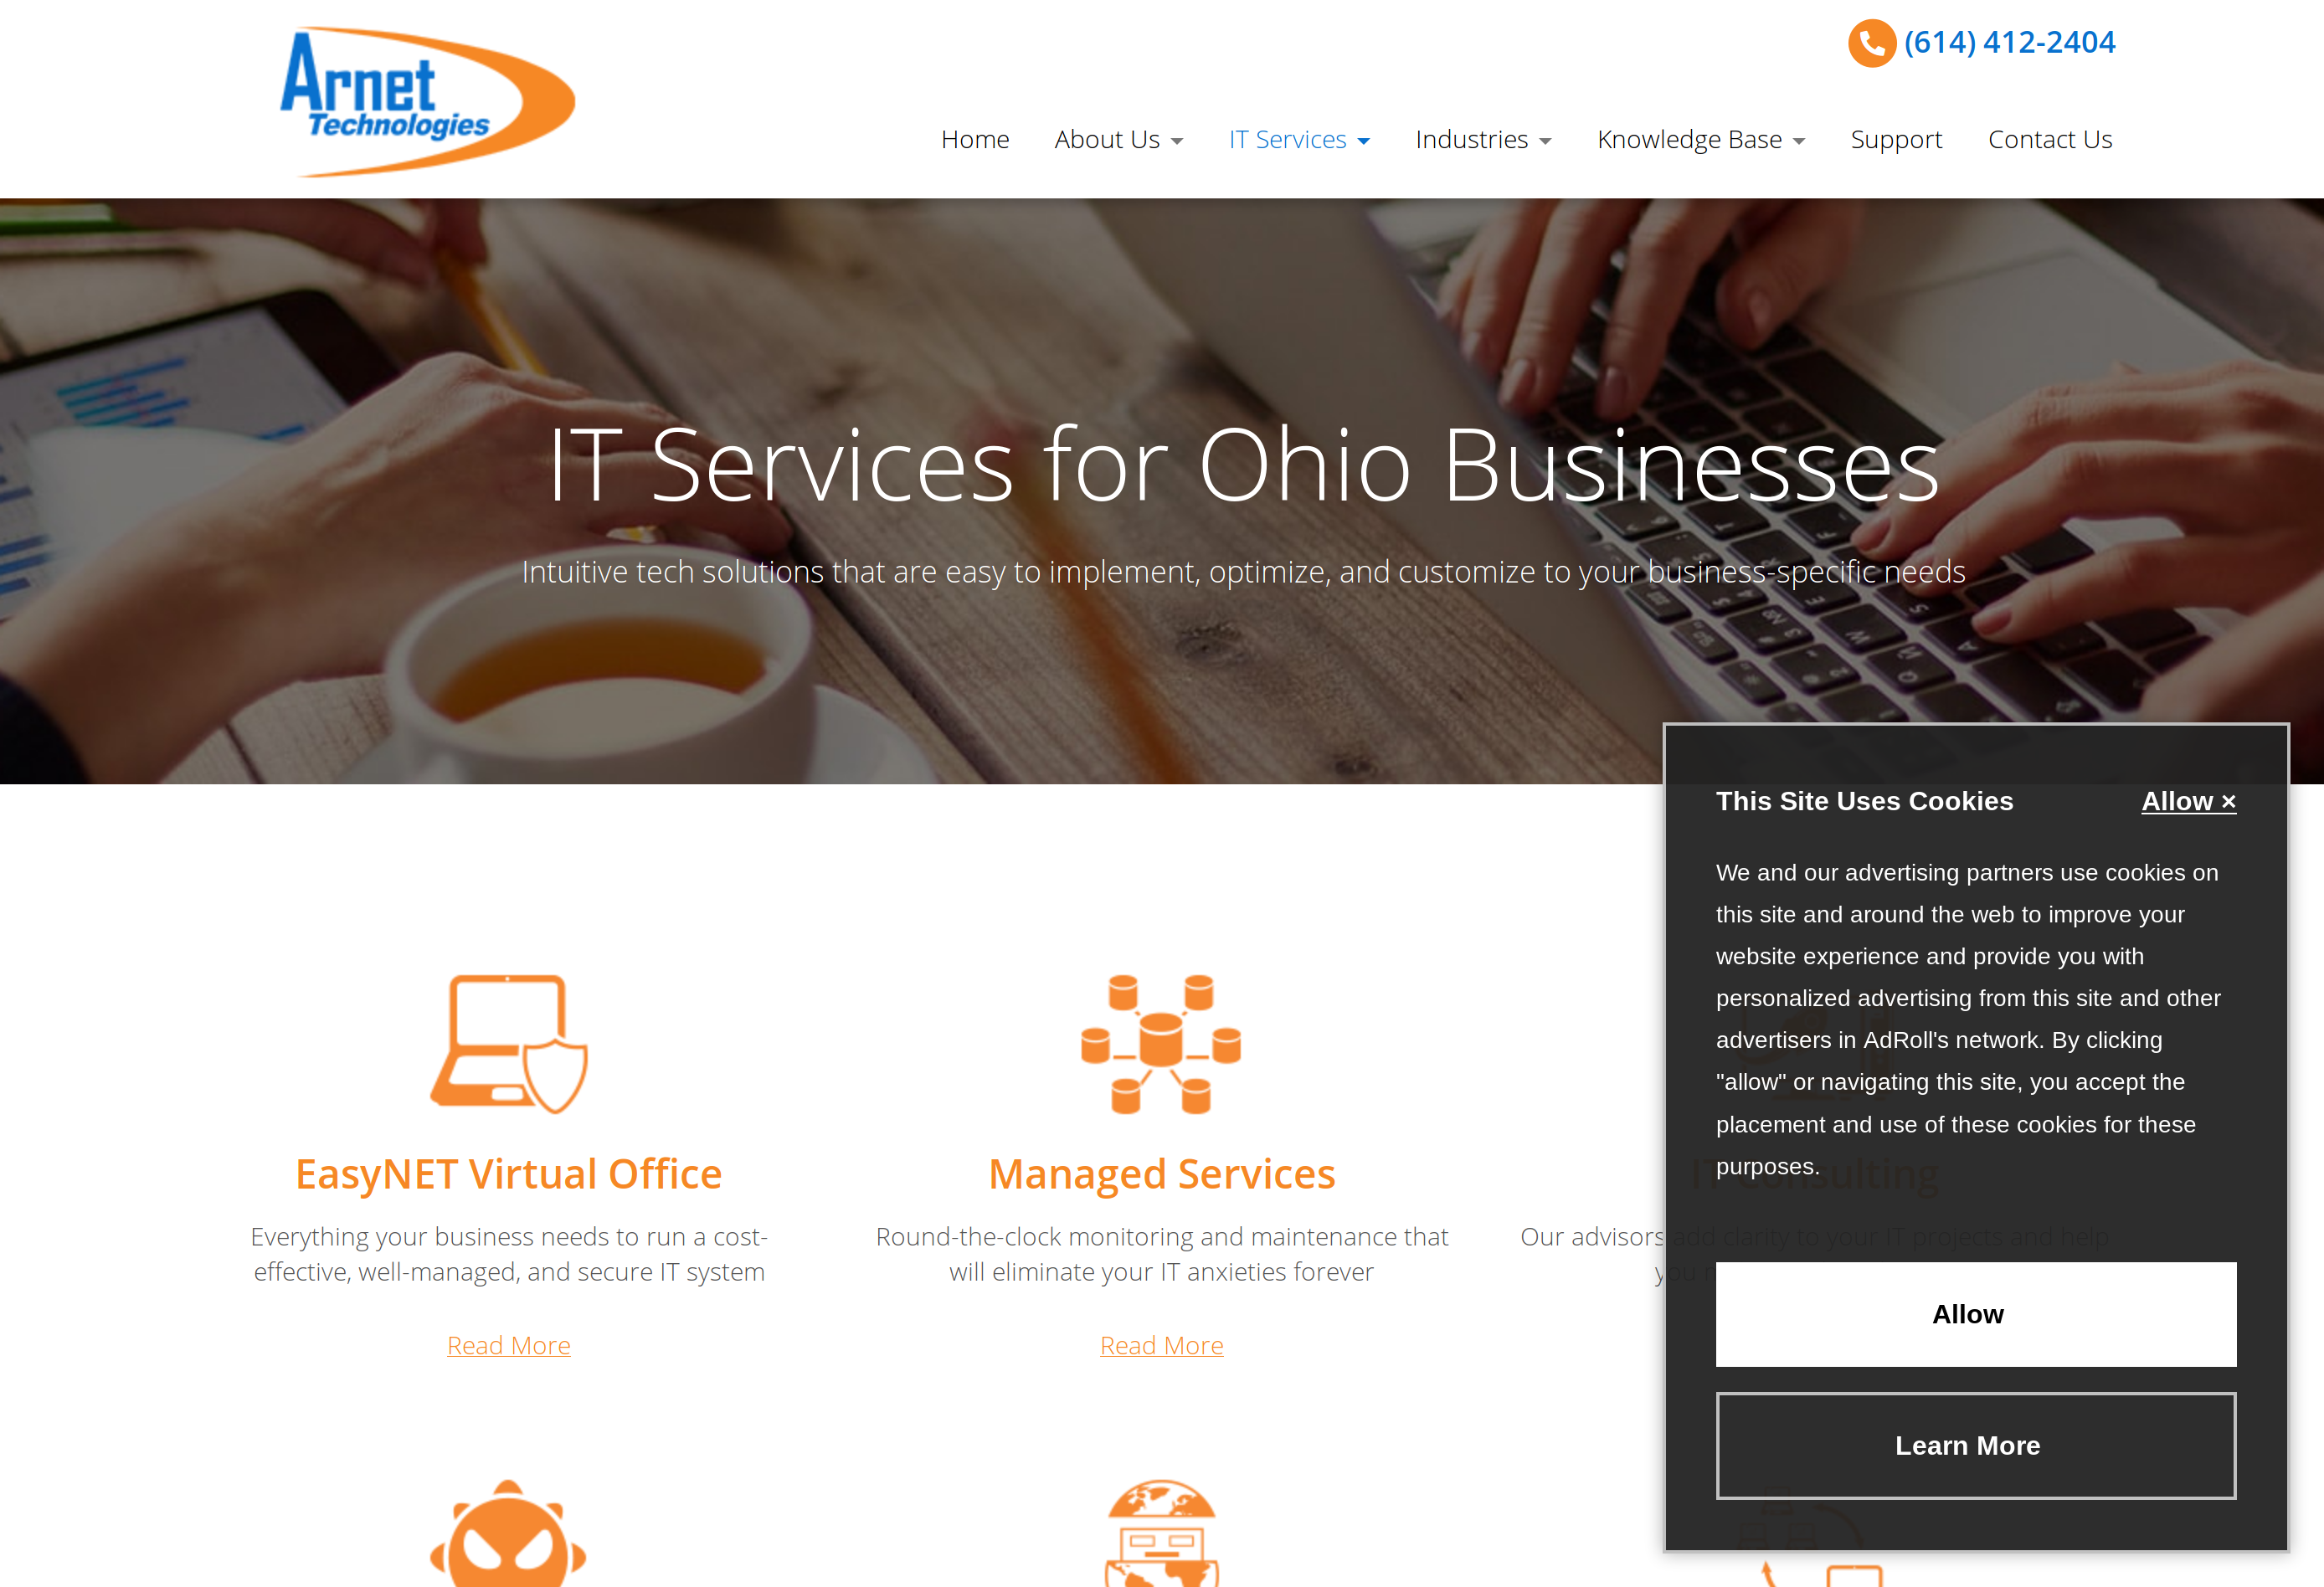 Arnet
Technologies
(614) 412-2404
Home
About Us
IT Services
Industries
Knowledge Base
Support
Contact Us
IT Services for Ohio Businesses
Intuitive tech solutions that are easy to implement, optimize, and customize to your business-specific needs
EasyNET Virtual Office
Everything your business needs to run a cost-
effective, well-managed, and secure IT system
Read More
Managed Services
Round-the-clock monitoring and maintenance that
will eliminate your IT anxieties forever
Read More
IT Consulting
Our advisors add clarity to your IT projects and help
you
This Site Uses Cookies
Allow ×
We and our advertising partners use cookies on
this site and around the web to improve your
website experience and provide you with
personalized advertising from this site and other
advertisers in AdRoll's network. By clicking
"allow" or navigating this site, you accept the
placement and use of these cookies for these
purposes.
Allow
Learn More